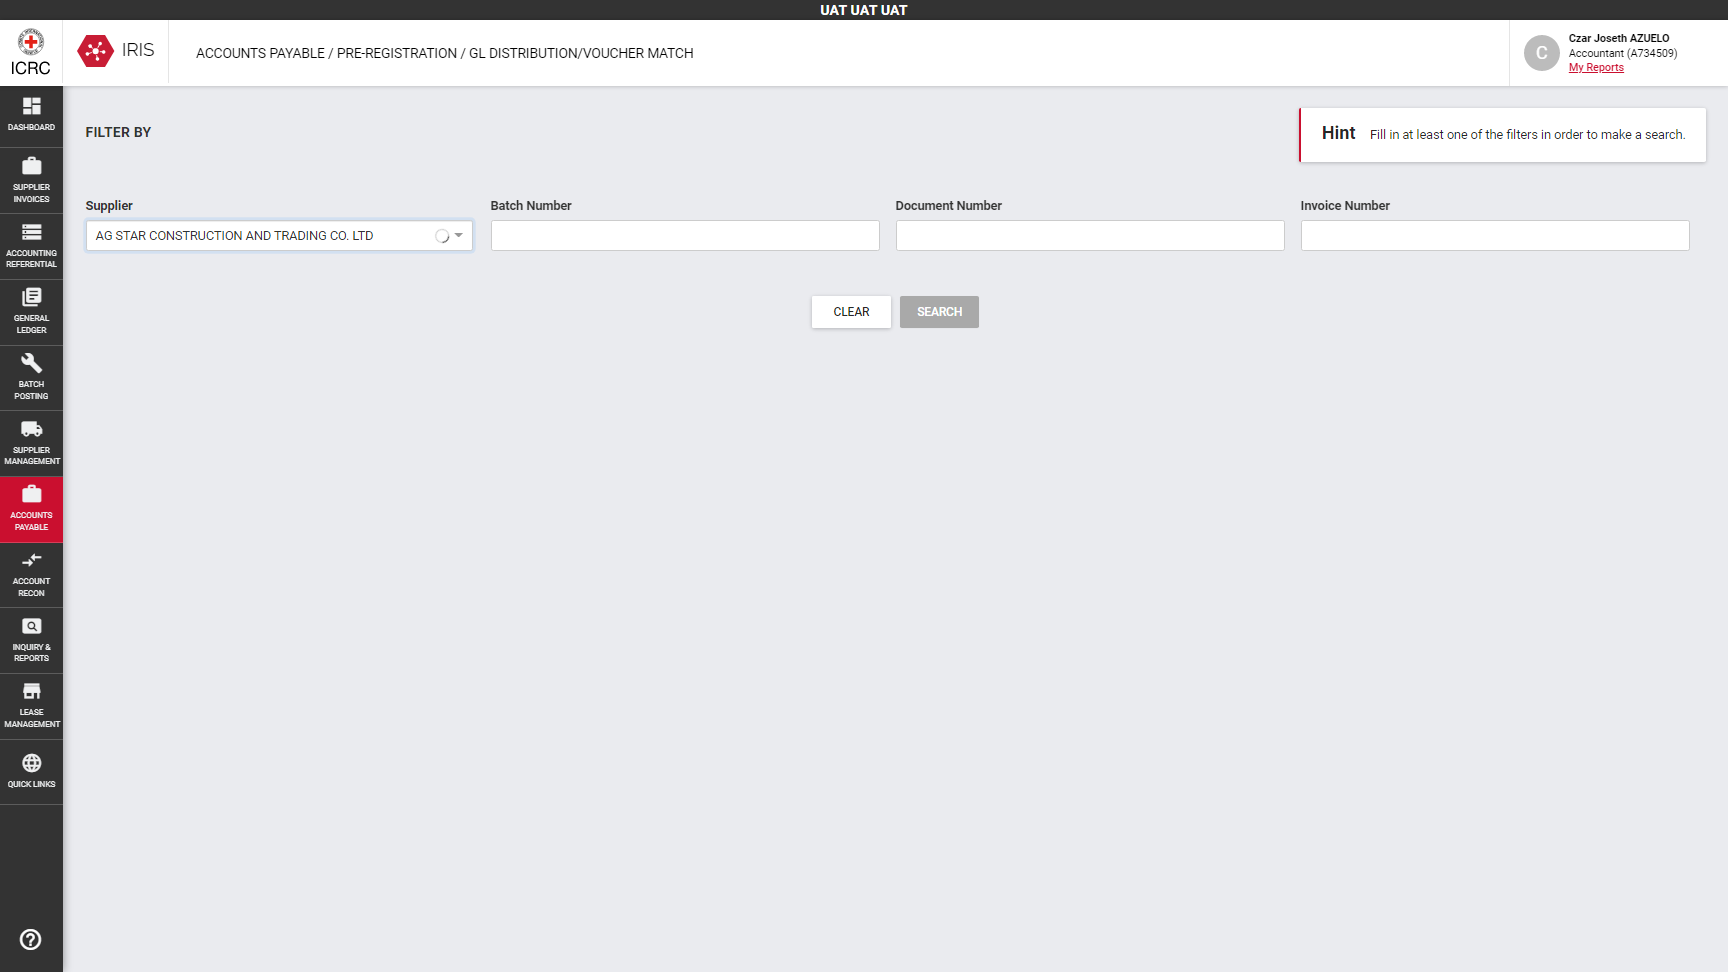 UAT UAT UAT
ICRC
IRIS
ACCOUNTS PAYABLE / PRE-REGISTRATION / GL DISTRIBUTION/VOUCHER MATCH
C
Czar Joseth AZUELO
Accountant (A734509)
My Reports
DASHBOARD
SUPPLIER
INVOICES
ACCOUNTING
REFERENTIAL
GENERAL
LEDGER
BATCH
POSTING
SUPPLIER
MANAGEMENT
ACCOUNTS
PAYABLE
ACCOUNT
RECON
INQUIRY &
REPORTS
LEASE
MANAGEMENT
QUICK LINKS
FILTER BY
Hint Fill in at least one of the filters in order to make a search.
Supplier
AG STAR CONSTRUCTION AND TRADING CO. LTD
Batch Number
Document Number
Invoice Number
CLEAR
SEARCH